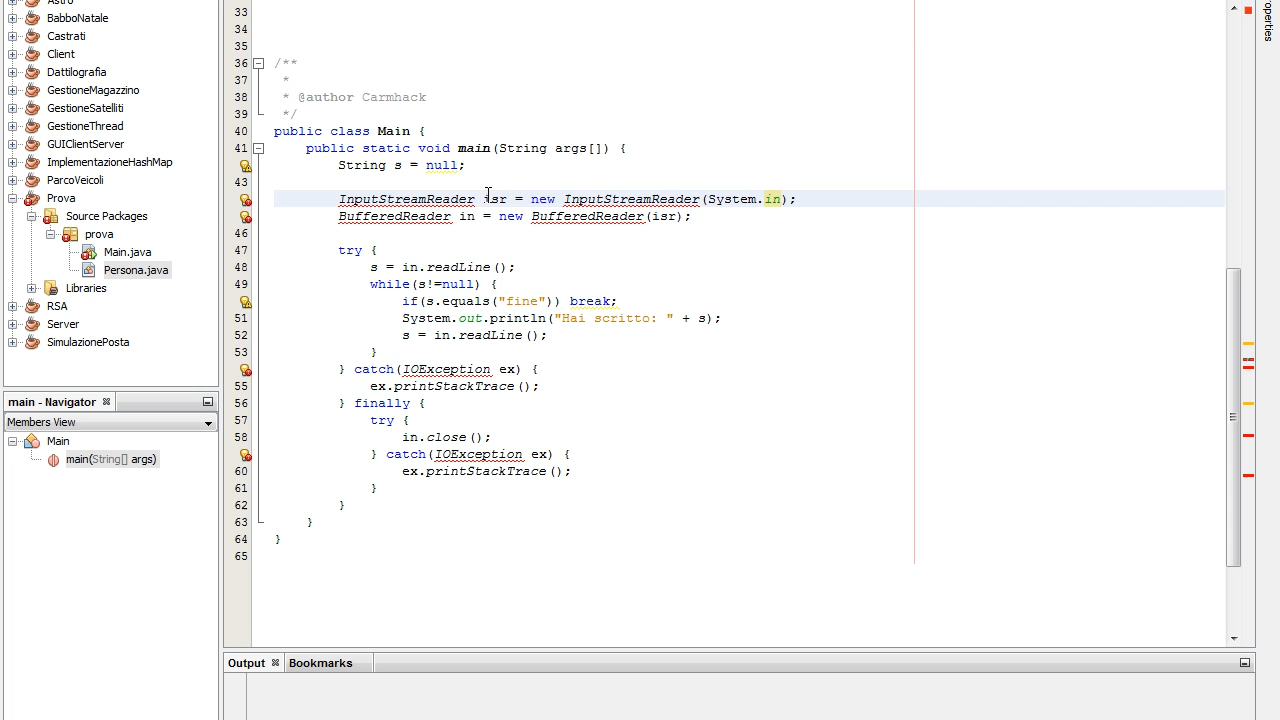 Astro
BabboNatale
Castrati
Client
Dattilografia
GestioneMagazzino
GestioneSatelliti
GestioneThread
GUIClientServer
ImplementazioneHashMap
ParcoVeicoli
Prova
Source Packages
prova
Main.java
Persona.java
Libraries
RSA
Server
SimulazionePosta
main - Navigator
Members View
Main
main(String[] args)
33
34
35
36 /**
37 *
38 * @author Carmhack
39 */
40 public class Main {
41 public static void main(String args[]) {
String s = null;
43
InputStreamReader isr = new InputStreamReader(System.in);
BufferedReader in = new BufferedReader(isr);
46
47 try {
48 s = in.readLine();
49 while(s!=null) {
if(s.equals("fine")) break;
51 System.out.println("Hai scritto: " + s);
52 s = in.readLine();
53 }
} catch(IOException ex) {
55 ex.printStackTrace();
56 } finally {
57 try {
58 in.close();
} catch(IOException ex) {
60 ex.printStackTrace();
61 }
62 }
63 }
64 }
65
Output
Bookmarks